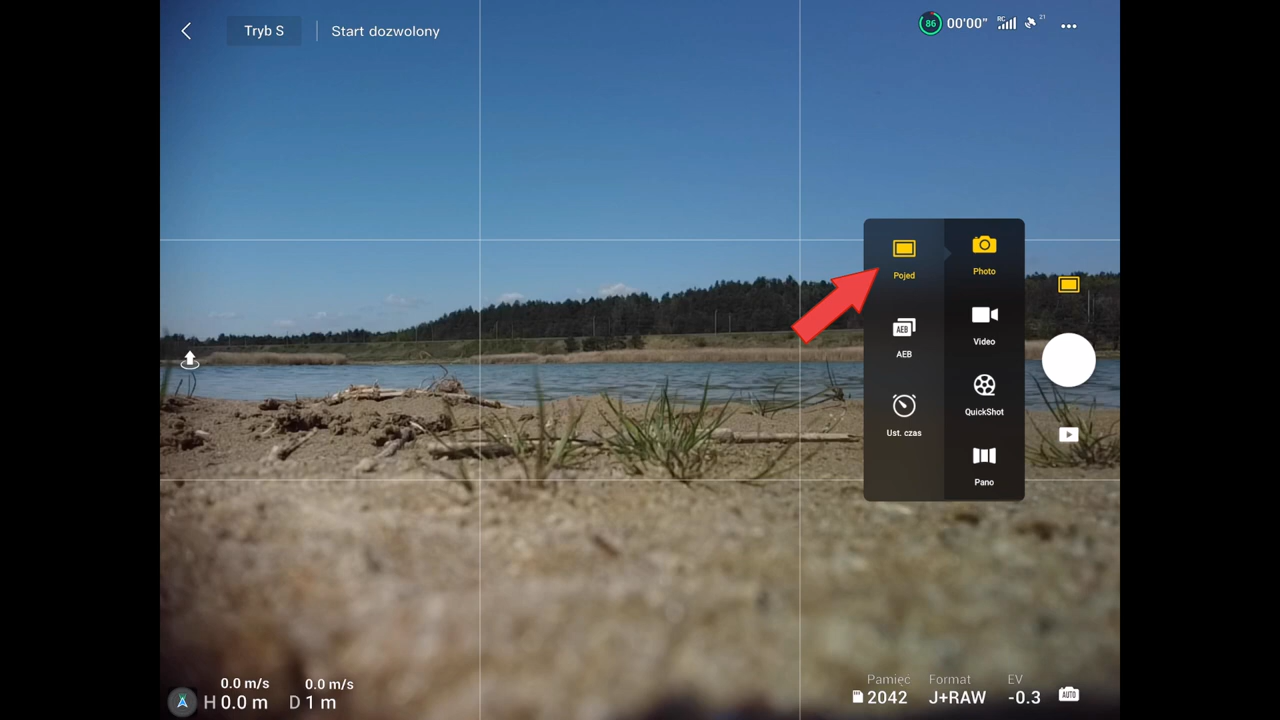 Tryb S
Start dozwolony
86
00'00"
RC
21
Pojed
Photo
AEB
AEB
Video
Ust. czas
QuickShot
Pano
0.0 m/s
0.0 m/s
H 0.0 m
D 1 m
Pamięć
Format
EV
2042
J+RAW
-0.3
AUTO